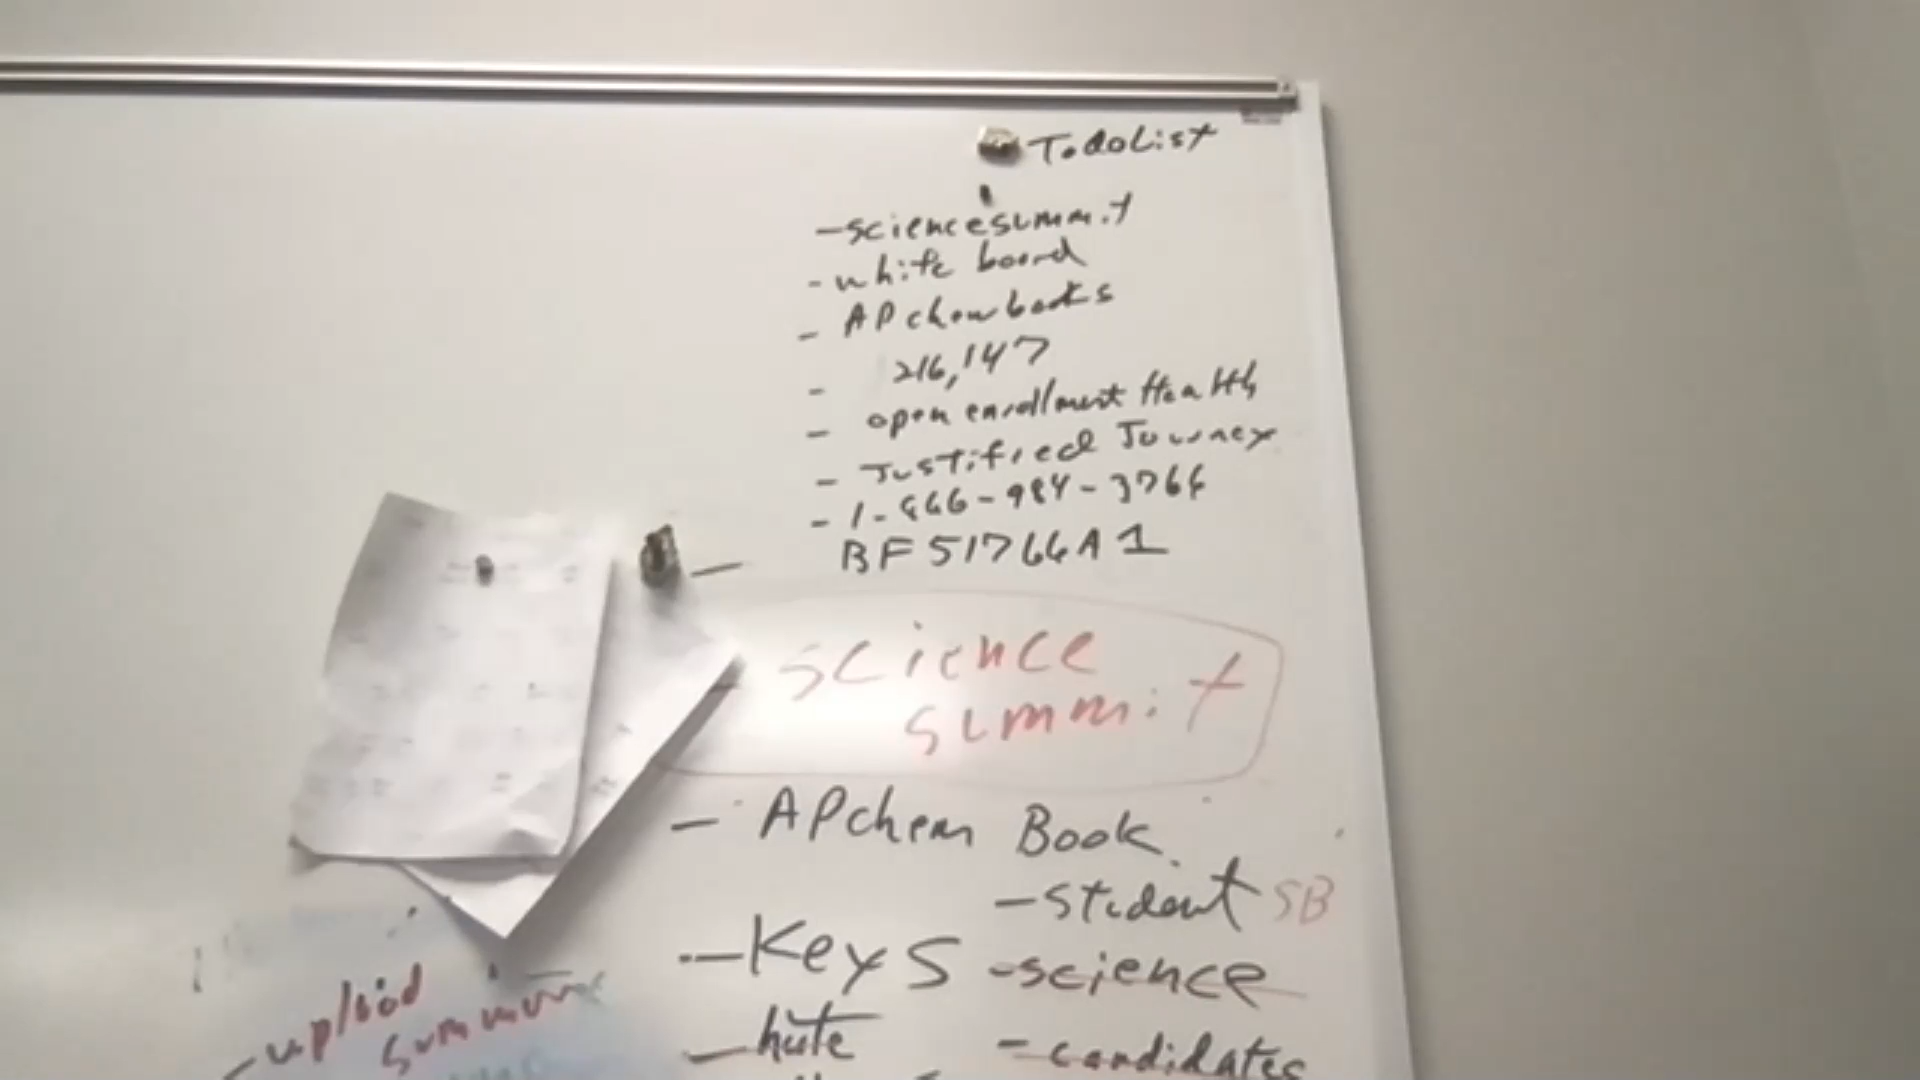 TodoList
- sciencesummit
- white board
- APchembooks
- 216,147
- open enrollment Health
- Justified Journey
- 1-866-984-3766
BF51766A1
science
summit
- APchem Book
- student SB
- Keys
- science
- candidates
- upload